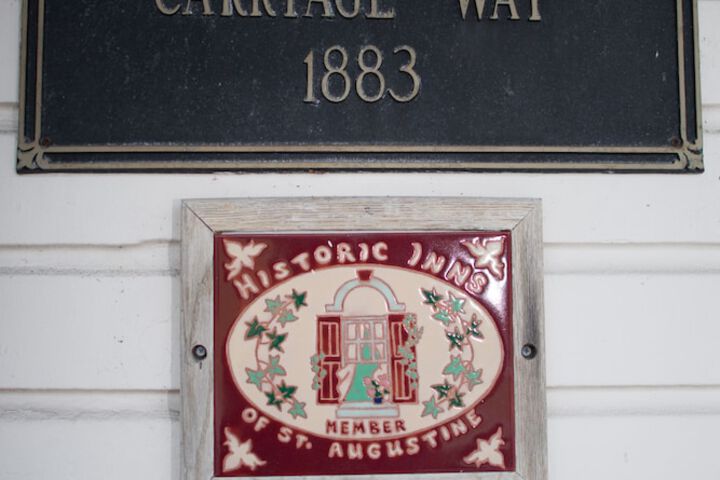 CARRIAGE WAY
1883
HISTORIC INNS
MEMBER
OF ST. AUGUSTINE